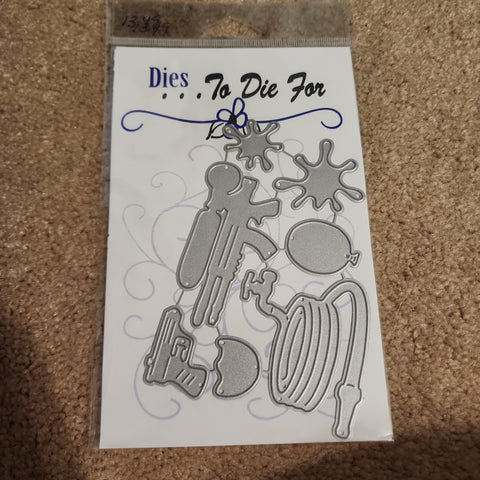 Dies
. . . To Die For